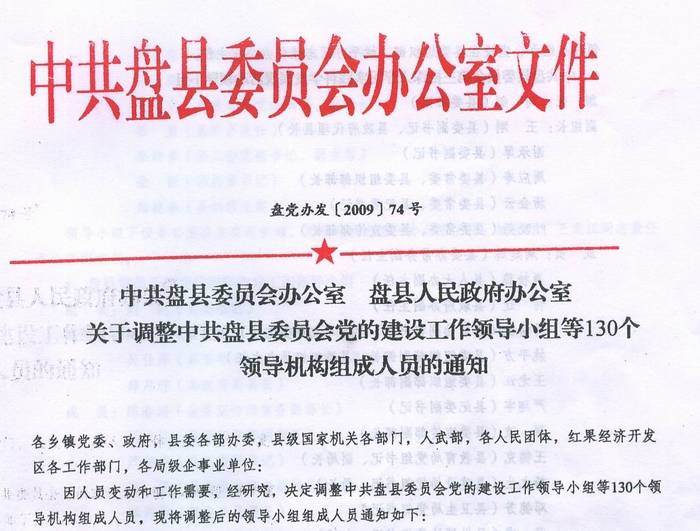 中共盘县委员会办公室文件
盘党办发〔2009〕74号
中共盘县委员会办公室 盘县人民政府办公室
关于调整中共盘县委员会党的建设工作领导小组等130个
领导机构组成人员的通知
各乡镇党委、政府，县委各部办委，县级国家机关各部门，人武部，各人民团体，红果经济开发
区各工作部门，各局级企事业单位：
因人员变动和工作需要，经研究，决定调整中共盘县委员会党的建设工作领导小组等130个领
导机构组成人员，现将调整后的领导小组组成人员通知如下：